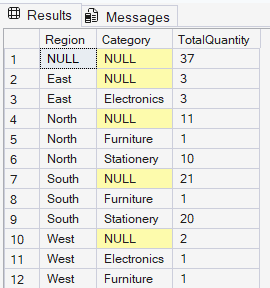 Results Messages
Region Category TotalQuantity
1 NULL NULL 37
2 East NULL 3
3 East Electronics 3
4 North NULL 11
5 North Furniture 1
6 North Stationery 10
7 South NULL 21
8 South Furniture 1
9 South Stationery 20
10 West NULL 2
11 West Electronics 1
12 West Furniture 1